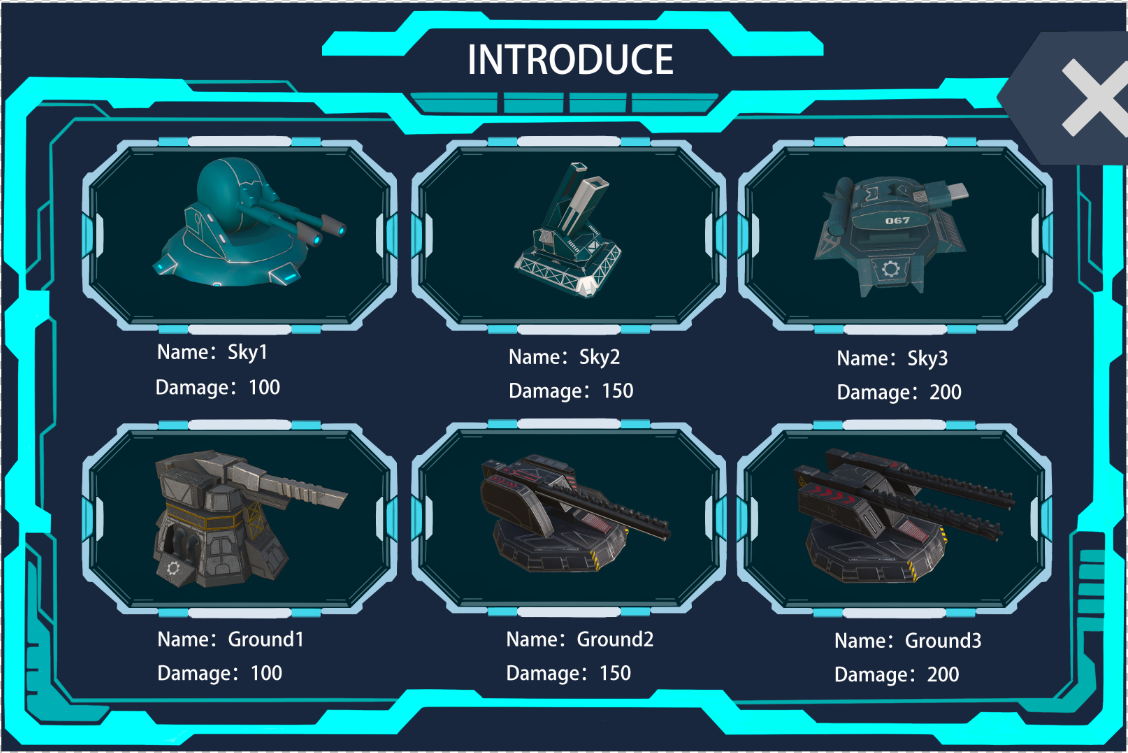 INTRODUCE
067
Name: Sky1
Damage: 100
Name: Sky2
Damage: 150
Name: Sky3
Damage: 200
Name: Ground1
Damage: 100
Name: Ground2
Damage: 150
Name: Ground3
Damage: 200